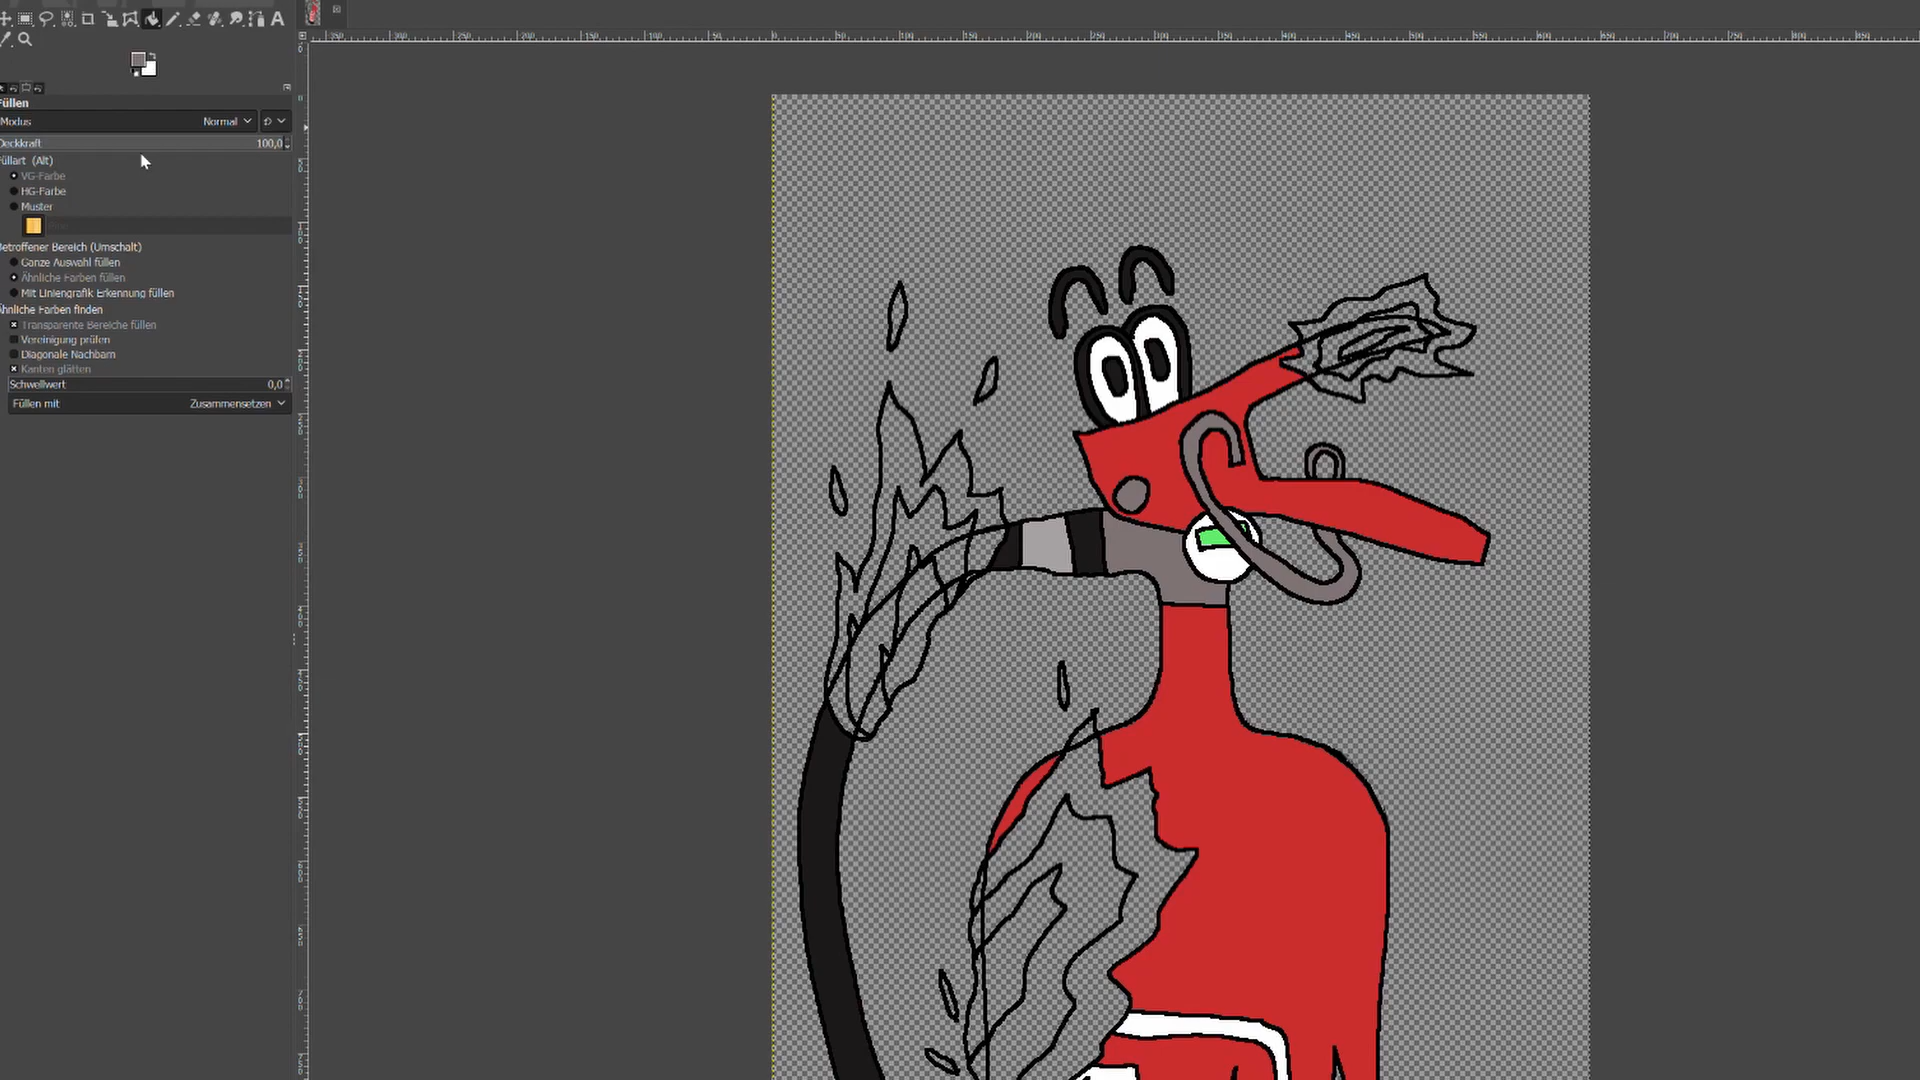 Füllen
Modus Normal
Deckkraft 100,0
Füllart (Alt)
VG-Farbe
HG-Farbe
Muster
Betroffener Bereich (Umschalt)
Ganze Auswahl füllen
Ähnliche Farben füllen
Mit Liniengrafik Erkennung füllen
Ähnliche Farben finden
Transparente Bereiche füllen
Vereinigung prüfen
Diagonale Nachbarn
Kanten glätten
Schwellwert 0,0
Füllen mit Zusammensetzen